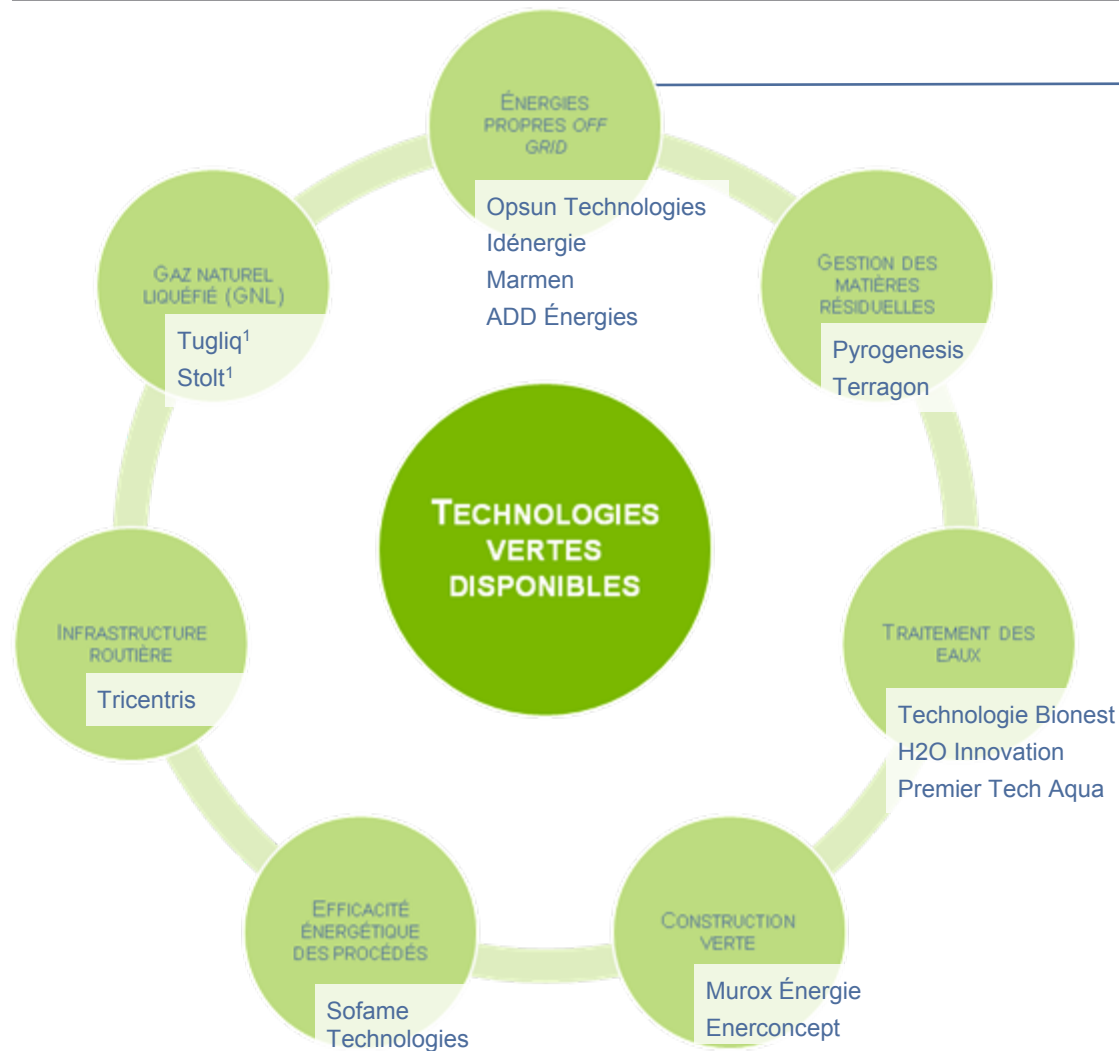 ÉNERGIES
PROPRES OFF
GRID
Opsun Technologies
Idénergie
Marmen
ADD Énergies
GESTION DES
MATIÈRES
RÉSIDUELLES
Pyrogenesis
Terragon
TRAITEMENT DES
EAUX
Technologie Bionest
H2O Innovation
Premier Tech Aqua
CONSTRUCTION
VERTE
Murox Énergie
Enerconcept
EFFICACITÉ
ÉNERGÉTIQUE
DES PROCÉDÉS
Sofame
Technologies
INFRASTRUCTURE
ROUTIÈRE
Tricentris
GAZ NATUREL
LIQUÉFIÉ (GNL)
Tugliq¹
Stolt¹
TECHNOLOGIES
VERTES
DISPONIBLES